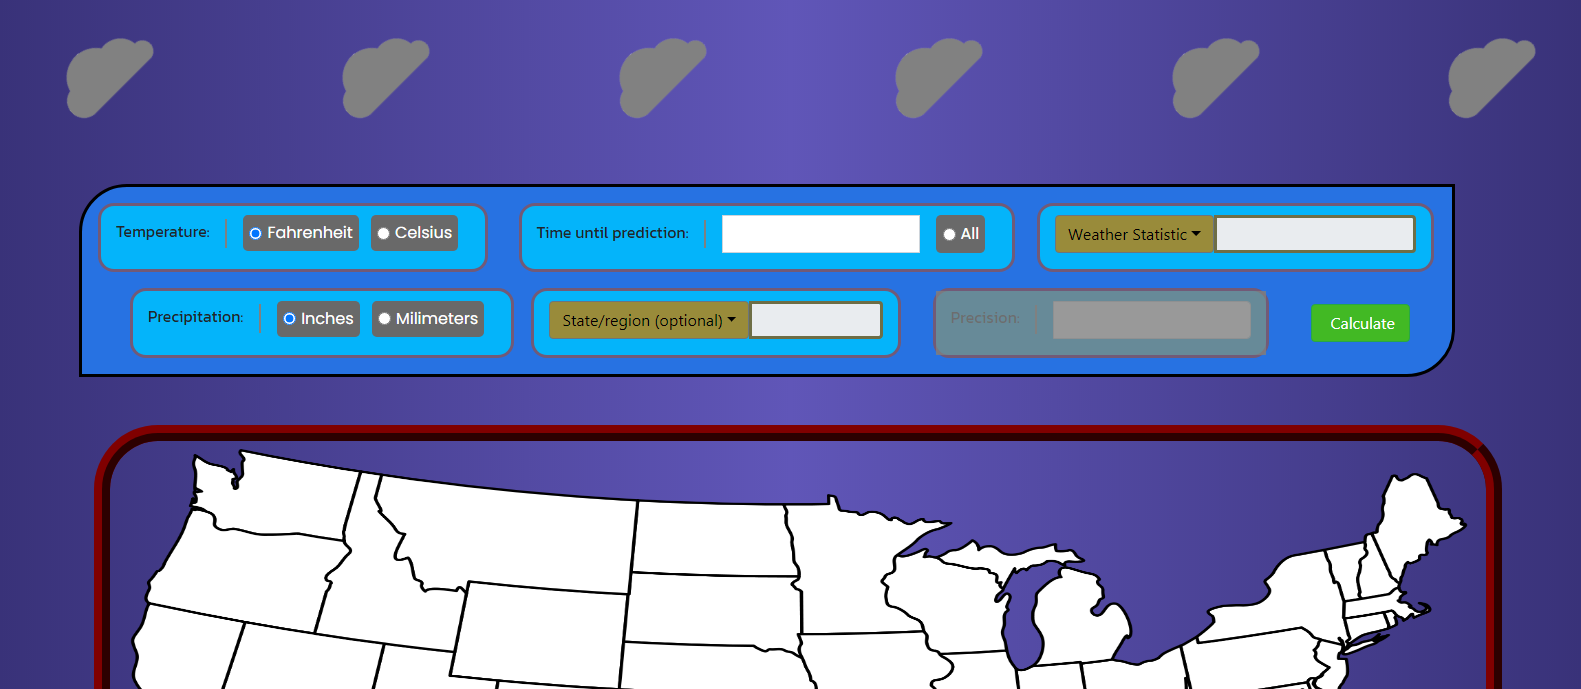 Temperature: Fahrenheit Celsius Time until prediction: All Weather Statistic
Precipitation: Inches Milimeters State/region (optional) Precision: Calculate